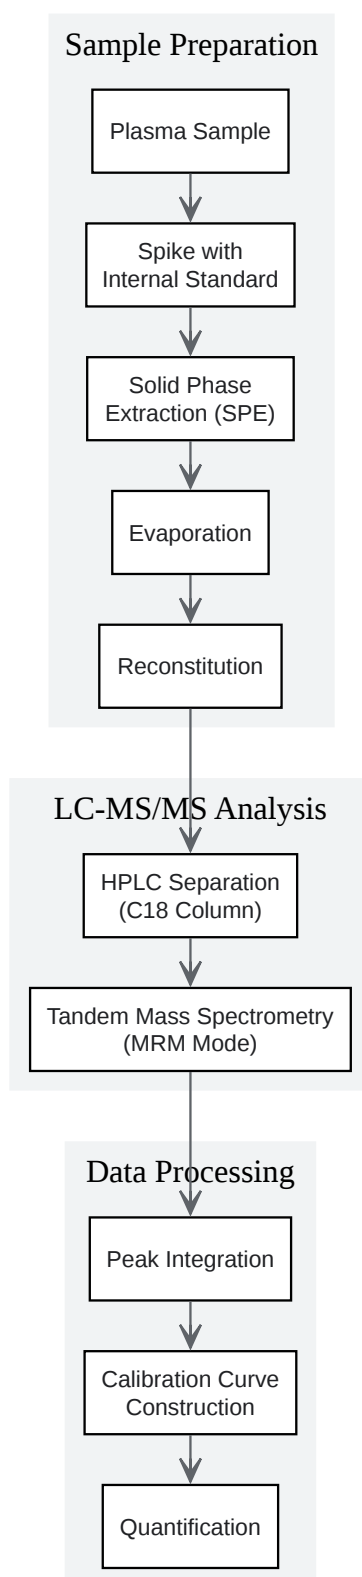 Sample Preparation
Plasma Sample
Spike with
Internal Standard
Solid Phase
Extraction (SPE)
Evaporation
Reconstitution
LC-MS/MS Analysis
HPLC Separation
(C18 Column)
Tandem Mass Spectrometry
(MRM Mode)
Data Processing
Peak Integration
Calibration Curve
Construction
Quantification